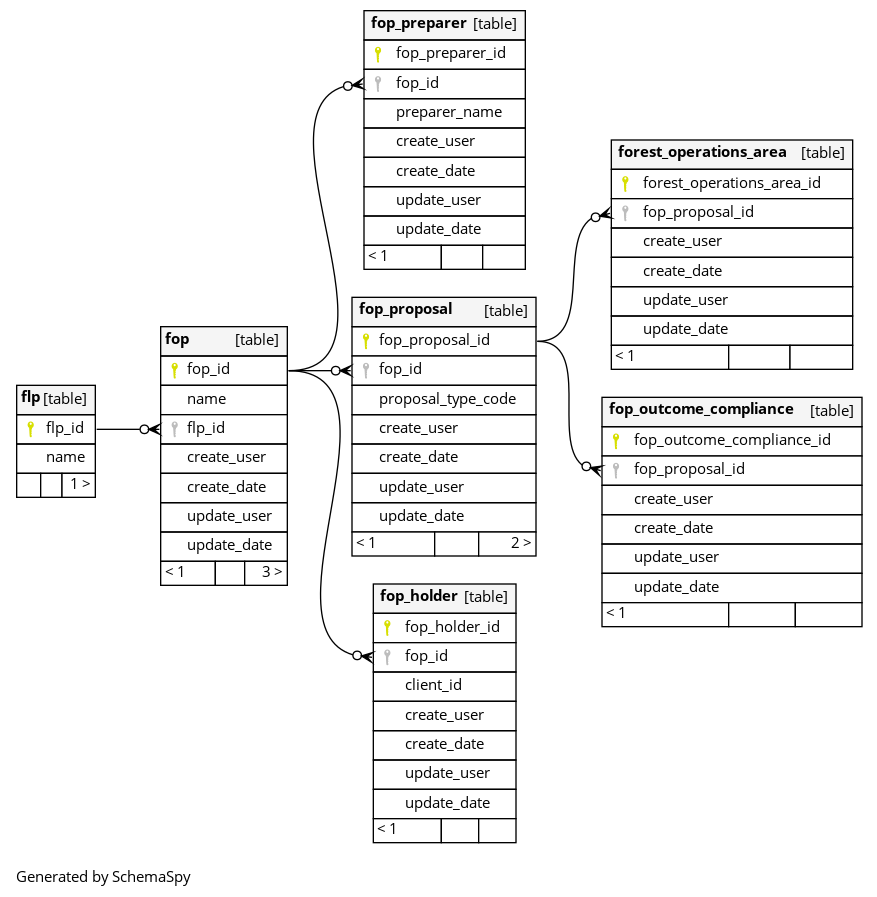 fop_preparer [table]
fop_preparer_id
fop_id
preparer_name
create_user
create_date
update_user
update_date
< 1
forest_operations_area [table]
forest_operations_area_id
fop_proposal_id
create_user
create_date
update_user
update_date
< 1
fop_proposal [table]
fop_proposal_id
fop_id
proposal_type_code
create_user
create_date
update_user
update_date
< 1 2 >
fop [table]
fop_id
name
flp_id
create_user
create_date
update_user
update_date
< 1 3 >
flp [table]
flp_id
name
1 >
fop_outcome_compliance [table]
fop_outcome_compliance_id
fop_proposal_id
create_user
create_date
update_user
update_date
< 1
fop_holder [table]
fop_holder_id
fop_id
client_id
create_user
create_date
update_user
update_date
< 1
Generated by SchemaSpy